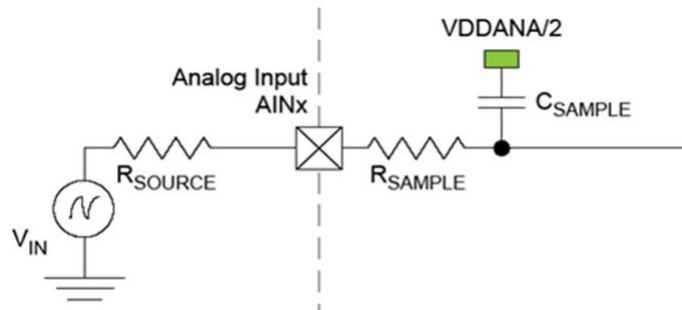 VDDANA/2
Analog Input
AINx
CSAMPLE
RSOURCE
RSAMPLE
VIN